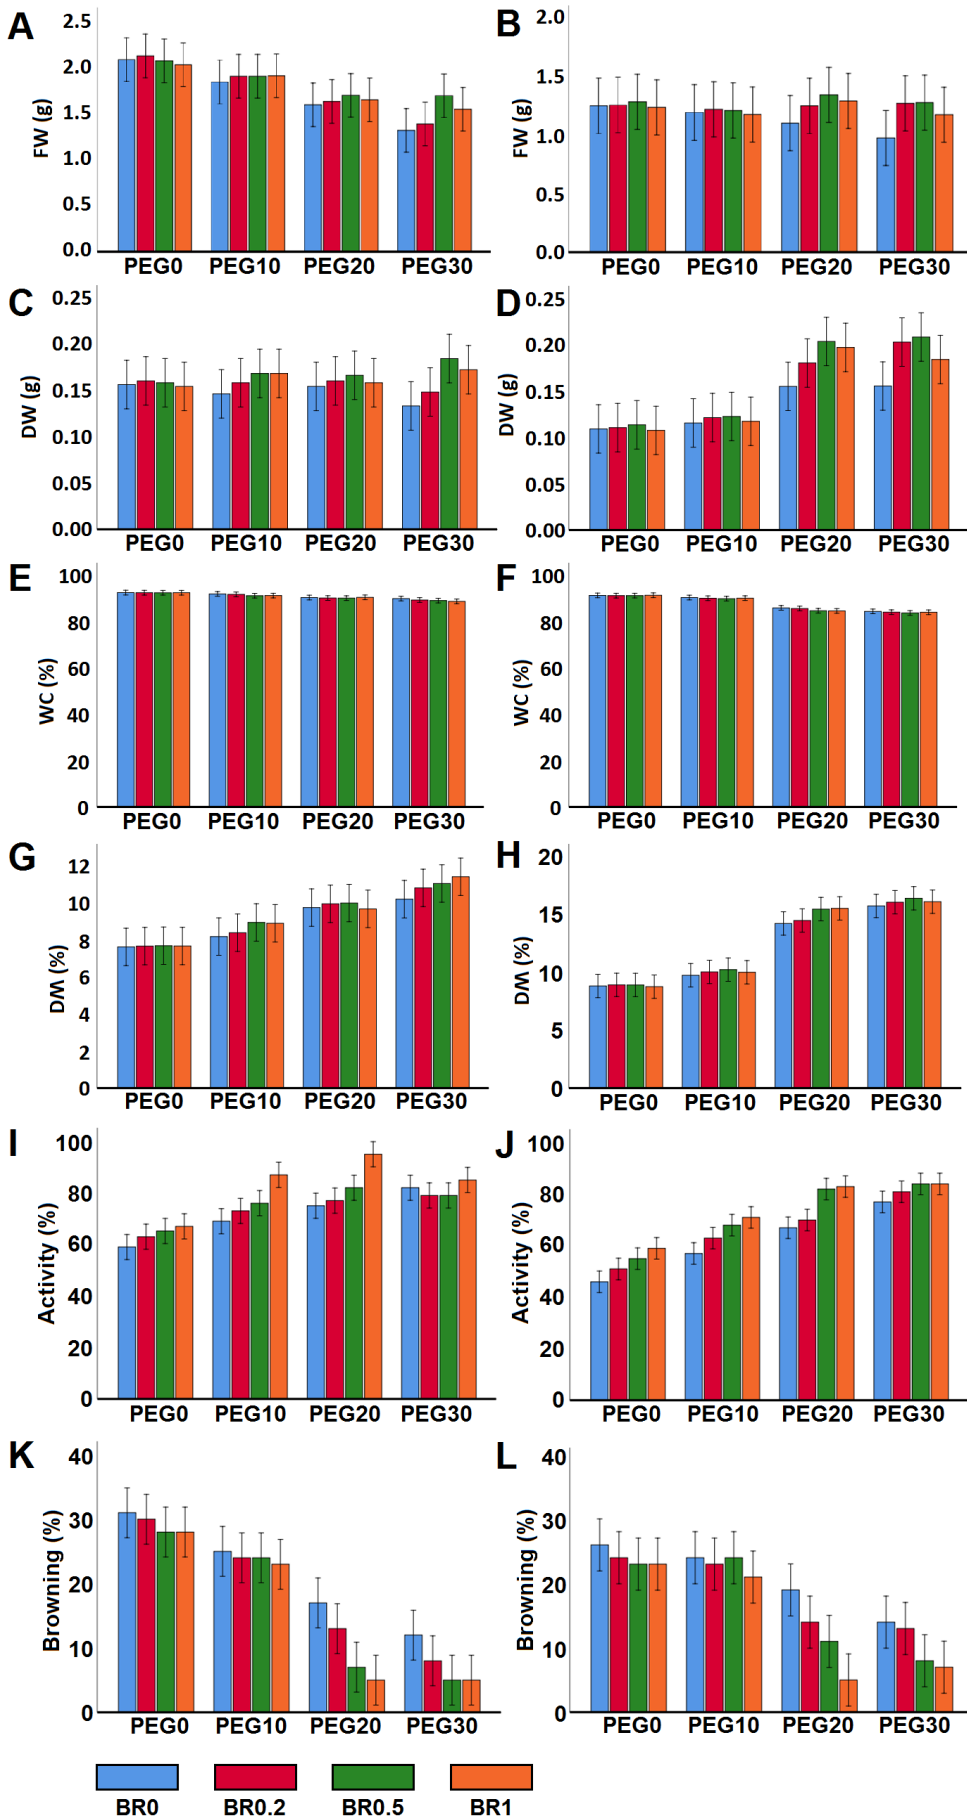 A
FW (g)
2.5
2.0
1.5
1.0
0.5
0.0
PEG0 PEG10 PEG20 PEG30
B
FW (g)
2.0
1.5
1.0
0.5
0.0
PEG0 PEG10 PEG20 PEG30
C
DW (g)
0.25
0.20
0.15
0.10
0.05
0.00
PEG0 PEG10 PEG20 PEG30
D
DW (g)
0.25
0.20
0.15
0.10
0.05
0.00
PEG0 PEG10 PEG20 PEG30
E
WC (%)
100
80
60
40
20
0
PEG0 PEG10 PEG20 PEG30
F
WC (%)
100
80
60
40
20
0
PEG0 PEG10 PEG20 PEG30
G
DM (%)
12
10
8
6
4
2
0
PEG0 PEG10 PEG20 PEG30
H
DM (%)
20
15
10
5
0
PEG0 PEG10 PEG20 PEG30
I
Activity (%)
100
80
60
40
20
0
PEG0 PEG10 PEG20 PEG30
J
Activity (%)
100
80
60
40
20
0
PEG0 PEG10 PEG20 PEG30
K
Browning (%)
40
30
20
10
0
PEG0 PEG10 PEG20 PEG30
L
Browning (%)
40
30
20
10
0
PEG0 PEG10 PEG20 PEG30
BR0 BR0.2 BR0.5 BR1